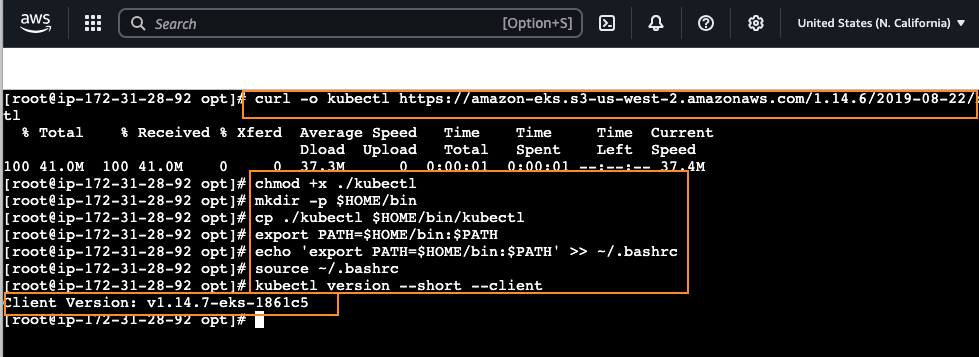 aws
Search [Option+S] United States (N. California)
[root@ip-172-31-28-92 opt]# curl -o kubectl https://amazon-eks.s3-us-west-2.amazonaws.com/1.14.6/2019-08-22/
tl
% Total % Received % Xferd Average Speed Time Time Time Current
Dload Upload Total Spent Left Speed
100 41.0M 100 41.0M 0 0 37.3M 0 0:00:01 0:00:01 --:--:-- 37.4M
[root@ip-172-31-28-92 opt]# chmod +x ./kubectl
[root@ip-172-31-28-92 opt]# mkdir -p $HOME/bin
[root@ip-172-31-28-92 opt]# cp ./kubectl $HOME/bin/kubectl
[root@ip-172-31-28-92 opt]# export PATH=$HOME/bin:$PATH
[root@ip-172-31-28-92 opt]# echo 'export PATH=$HOME/bin:$PATH' >> ~/.bashrc
[root@ip-172-31-28-92 opt]# source ~/.bashrc
[root@ip-172-31-28-92 opt]# kubectl version --short --client
Client Version: v1.14.7-eks-1861c5
[root@ip-172-31-28-92 opt]#